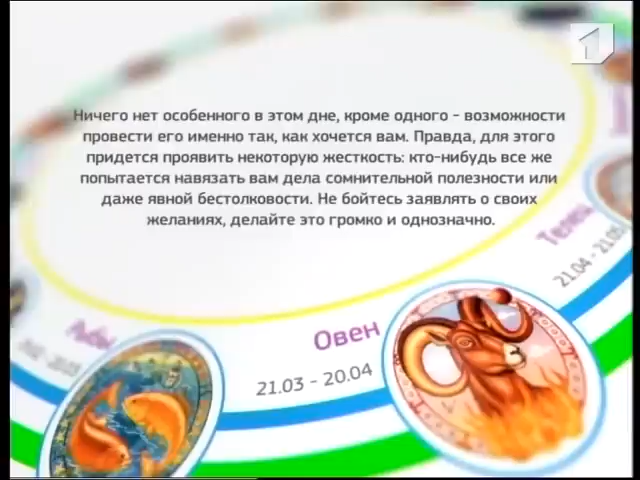 1
Ничего нет особенного в этом дне, кроме одного - возможности
провести его именно так, как хочется вам. Правда, для этого
придется проявить некоторую жесткость: кто-нибудь все же
попытается навязать вам дела сомнительной полезности или
даже явной бестолковости. Не бойтесь заявлять о своих
желаниях, делайте это громко и однозначно.
Телец
21.04 - 21.05
Рыбы
Овен
21.03 - 20.04